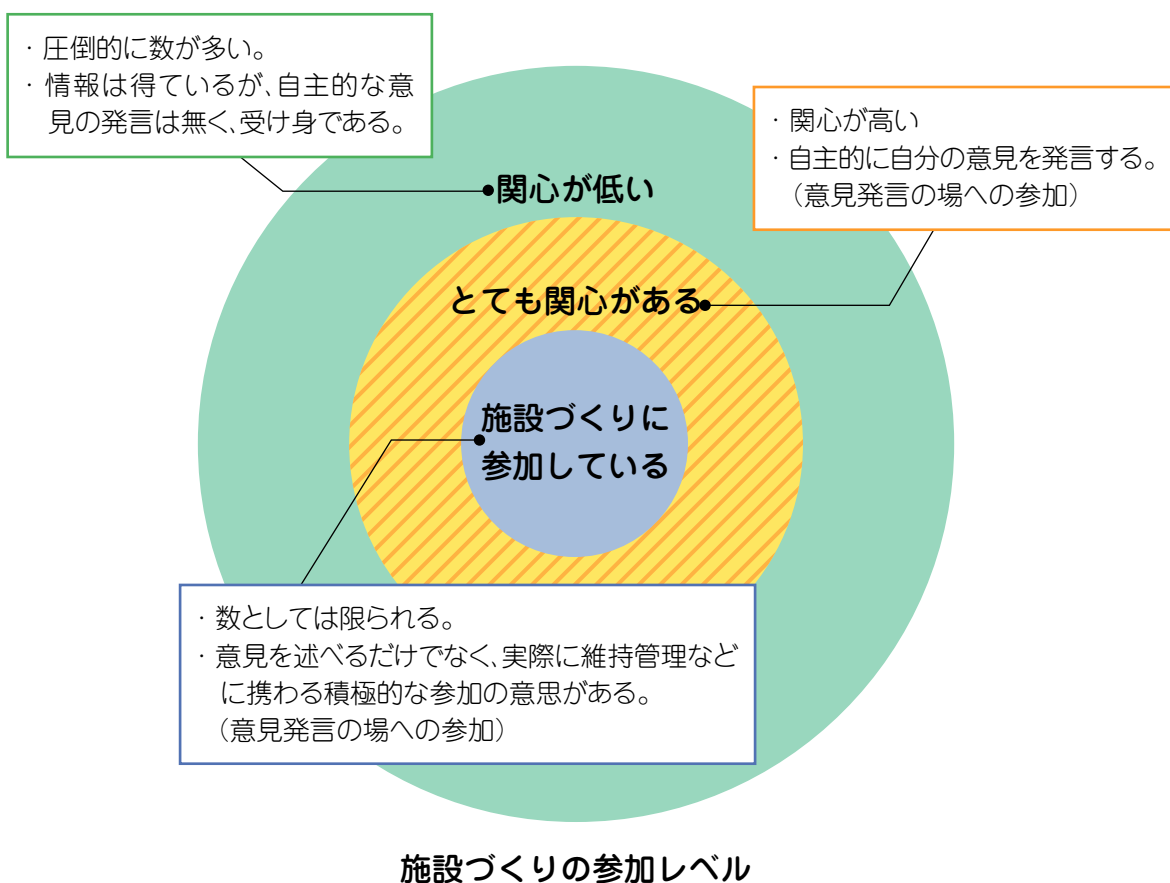 ・圧倒的に数が多い。
・情報は得ているが、自主的な意
見の発言は無く、受け身である。
・関心が高い
・自主的に自分の意見を発言する。
（意見発言の場への参加）
関心が低い
とても関心がある
施設づくりに
参加している
・数としては限られる。
・意見を述べるだけでなく、実際に維持管理など
に携わる積極的な参加の意思がある。
（意見発言の場への参加）
施設づくりの参加レベル